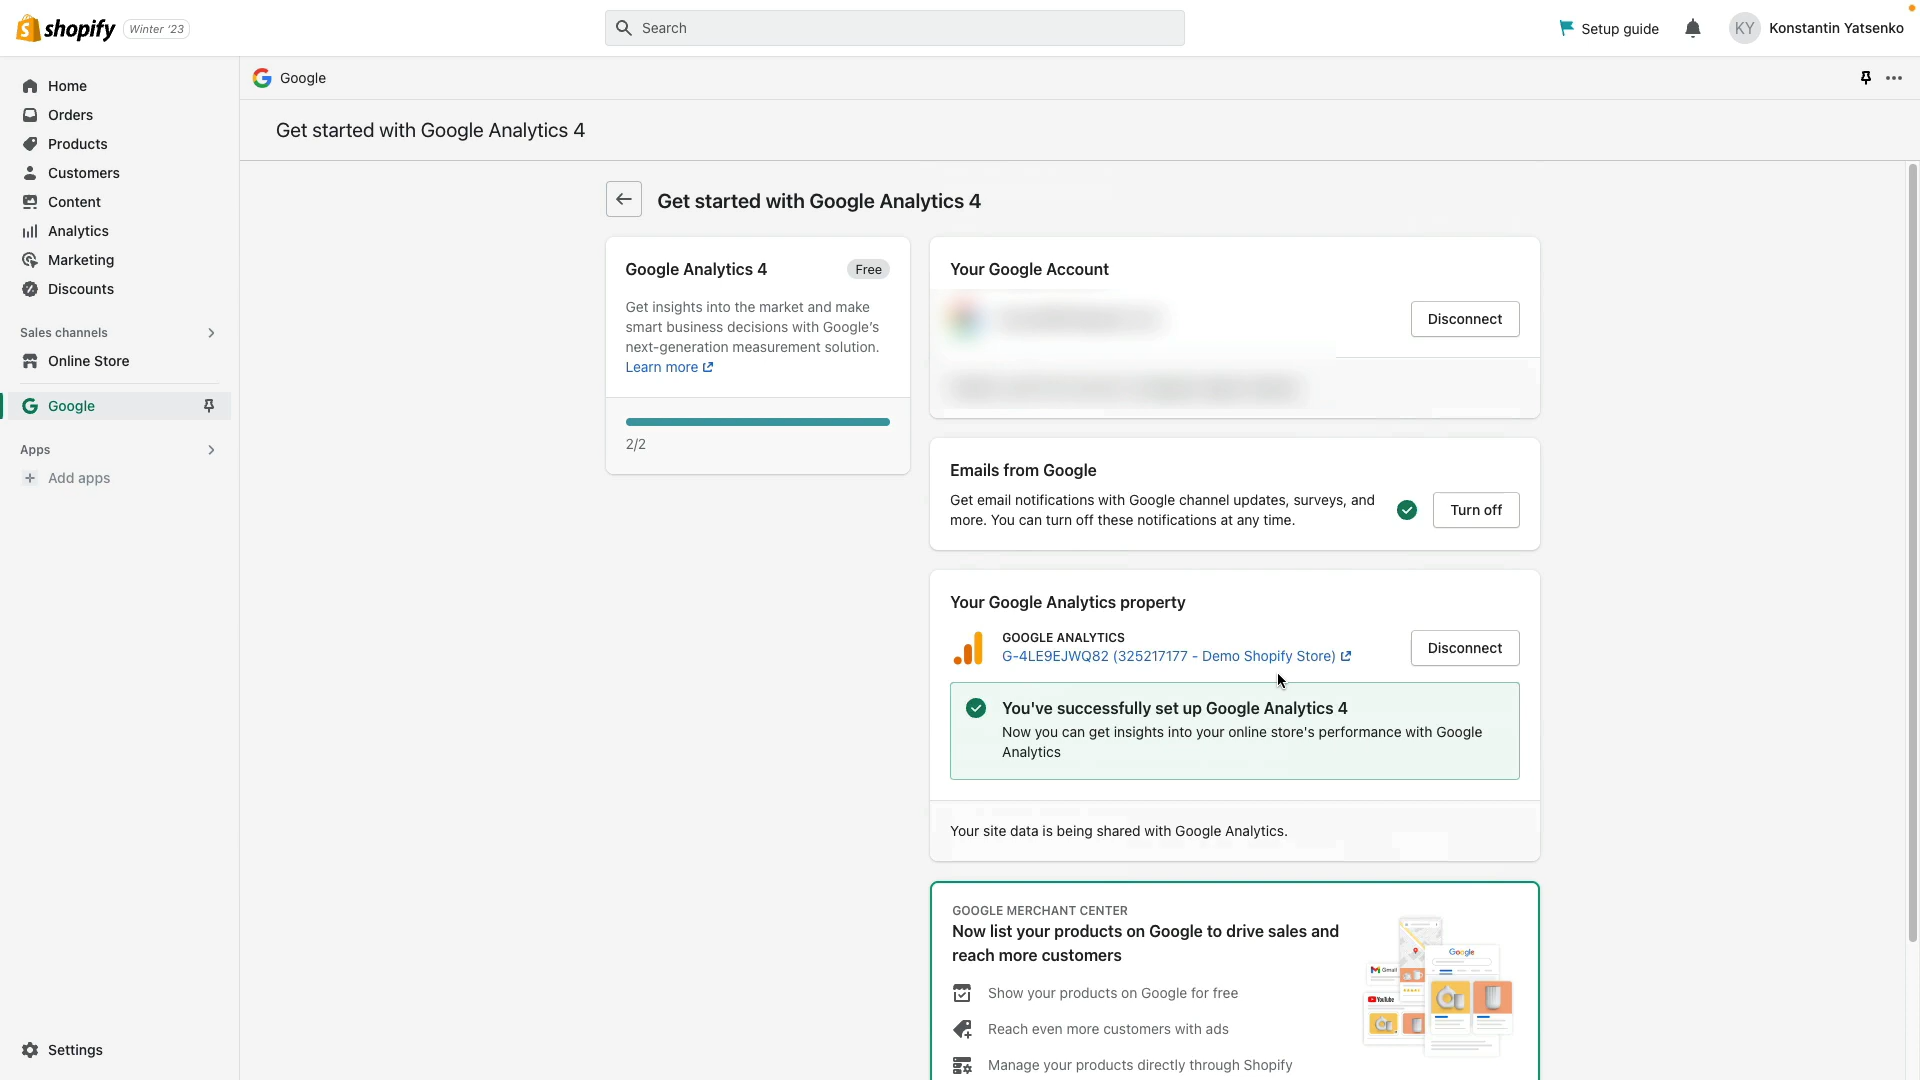 shopify
Winter '23
Search
Setup guide
KY
Konstantin Yatsenko
Home
Orders
Products
Customers
Content
Analytics
Marketing
Discounts
Sales channels
Online Store
Google
Apps
Add apps
Settings
Google
Get started with Google Analytics 4
Get started with Google Analytics 4
Google Analytics 4
Free
Get insights into the market and make
smart business decisions with Google's
next-generation measurement solution.
Learn more
2/2
Your Google Account
Disconnect
Emails from Google
Get email notifications with Google channel updates, surveys, and
more. You can turn off these notifications at any time.
Turn off
Your Google Analytics property
GOOGLE ANALYTICS
G-4LE9EJWQ82 (325217177 - Demo Shopify Store)
Disconnect
You've successfully set up Google Analytics 4
Now you can get insights into your online store's performance with Google
Analytics
Your site data is being shared with Google Analytics.
GOOGLE MERCHANT CENTER
Now list your products on Google to drive sales and
reach more customers
Show your products on Google for free
Reach even more customers with ads
Manage your products directly through Shopify
Google
Gmail
YouTube